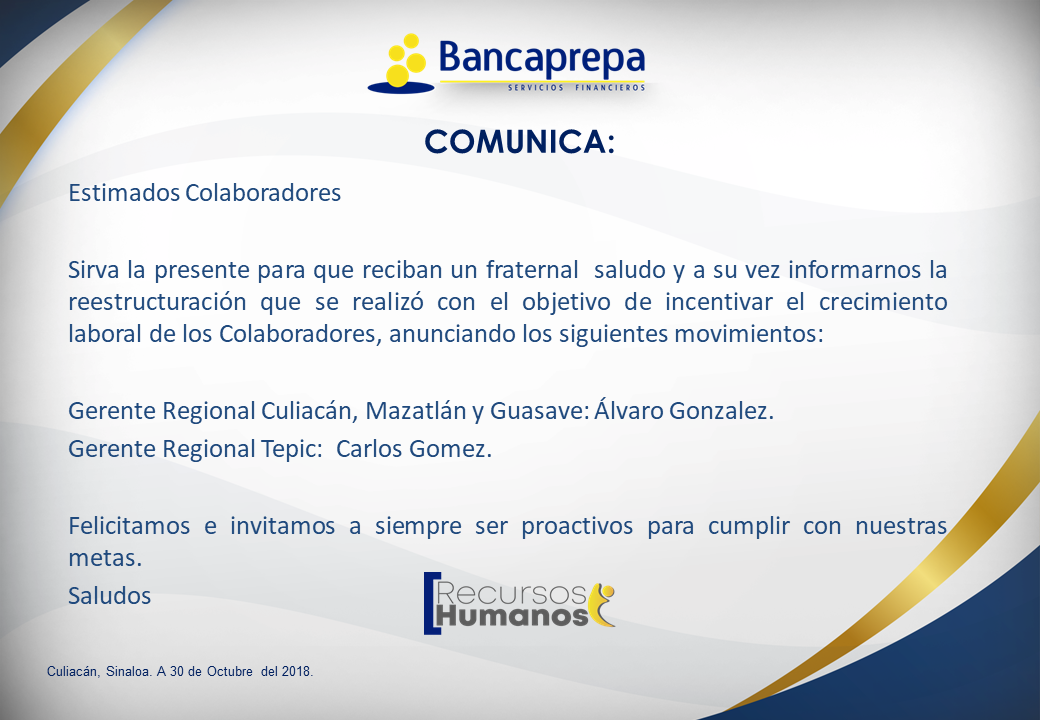 Bancaprepa
SERVICIOS FINANCIEROS
COMUNICA:
Estimados Colaboradores
Sirva la presente para que reciban un fraternal saludo y a su vez informarnos la
reestructuración que se realizó con el objetivo de incentivar el crecimiento
laboral de los Colaboradores, anunciando los siguientes movimientos:
Gerente Regional Culiacán, Mazatlán y Guasave: Álvaro Gonzalez.
Gerente Regional Tepic: Carlos Gomez.
Felicitamos e invitamos a siempre ser proactivos para cumplir con nuestras
metas.
Saludos
Recursos
Humanos
Culiacán, Sinaloa. A 30 de Octubre del 2018.